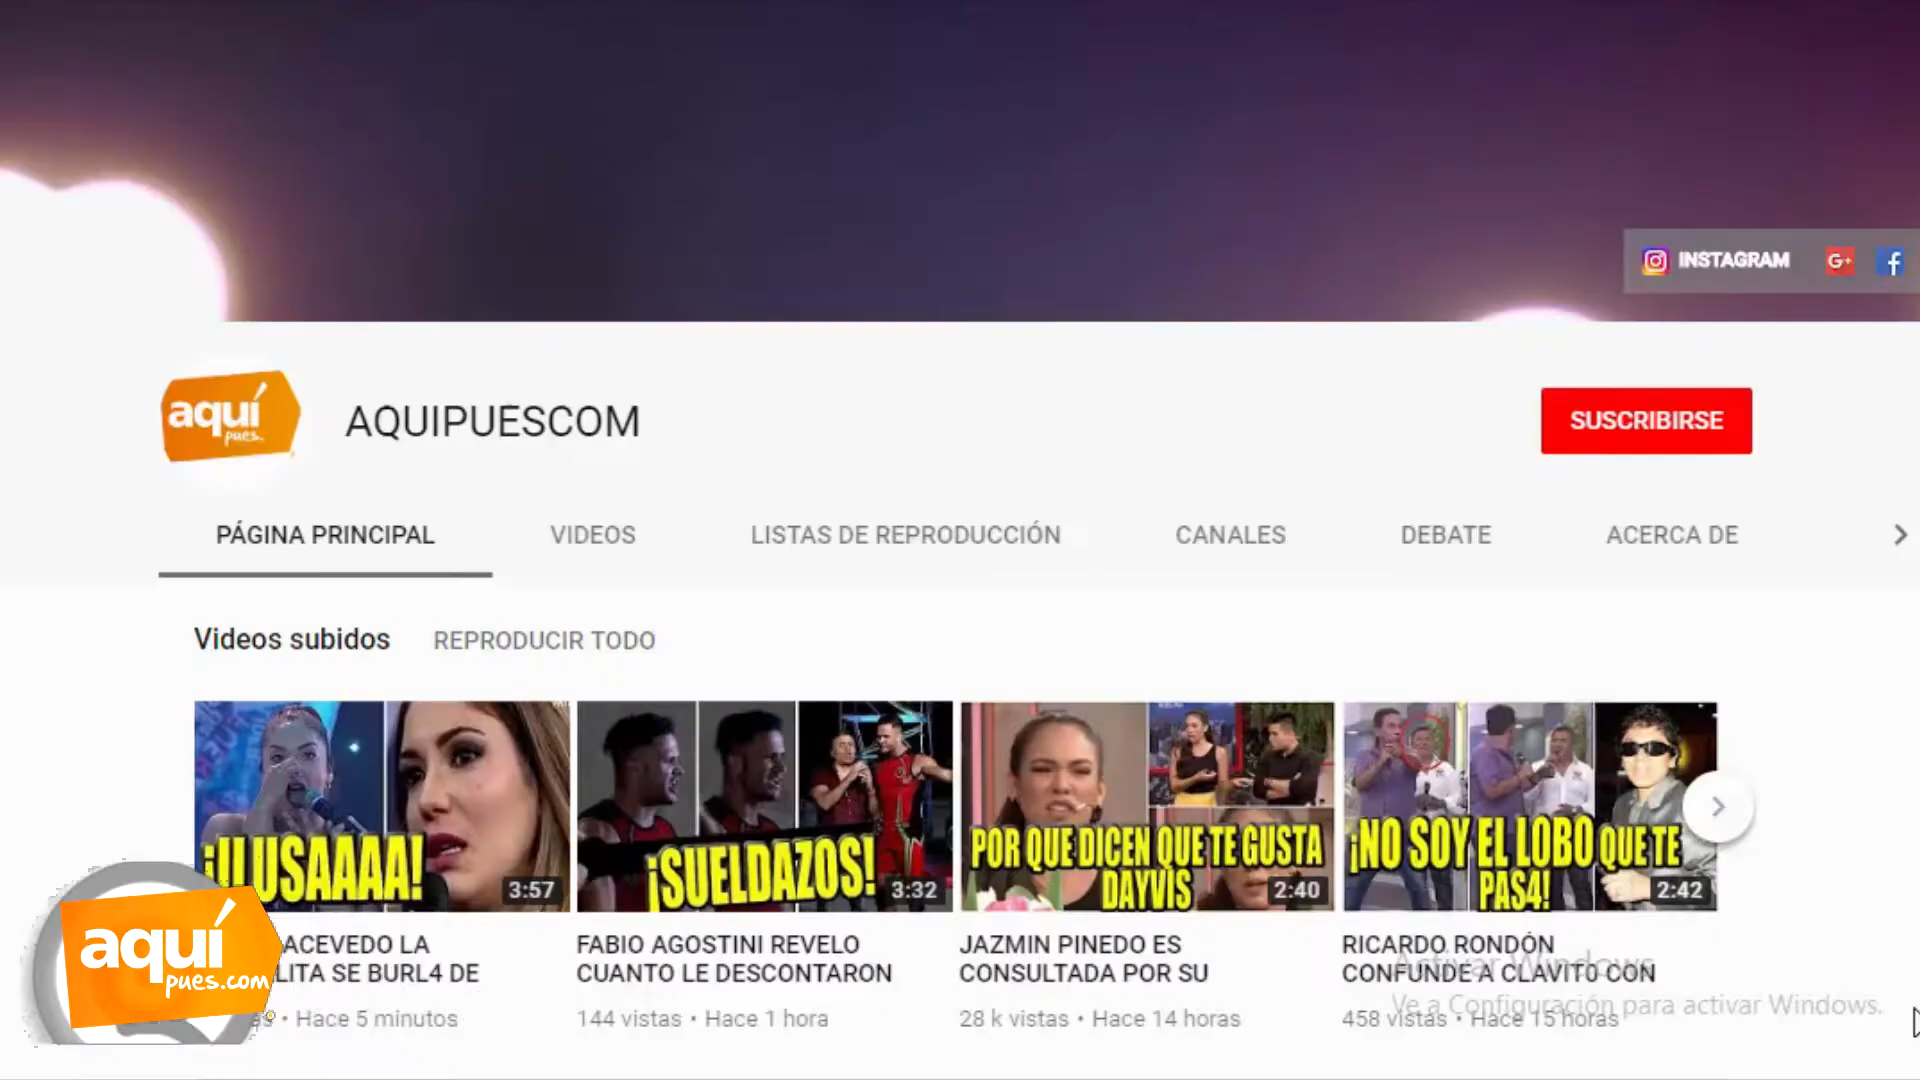 INSTAGRAM
G+
f
aquí
pues.
AQUIPUESCOM
SUSCRIBIRSE
PÁGINA PRINCIPAL
VIDEOS
LISTAS DE REPRODUCCIÓN
CANALES
DEBATE
ACERCA DE
Videos subidos
REPRODUCIR TODO
3:57
¡SUELDAZOS!
3:32
POR QUE DICEN QUE TE GUSTA
DAYVIS
2:40
¡NO SOY EL LOBO QUE TE
PAS4!
2:42
ACEVEDO LA
LITA SE BURL4 DE
• Hace 5 minutos
FABIO AGOSTINI REVELO
CUANTO LE DESCONTARON
144 vistas • Hace 1 hora
JAZMIN PINEDO ES
CONSULTADA POR SU
28 k vistas • Hace 14 horas
RICARDO RONDÓN
CONFUNDE A CLAVIT0 CON
458 vistas • Hace 15 horas
Activar Windows
Ve a Configuración para activar Windows.
aquí
pues.com